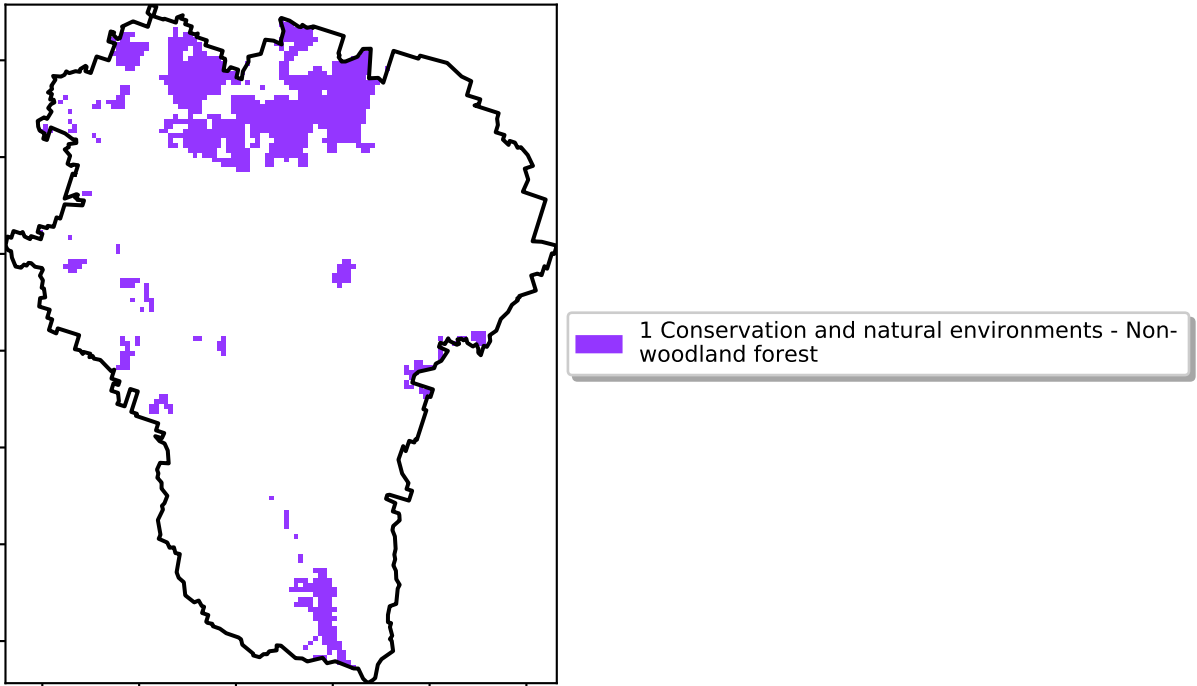 1 Conservation and natural environments - Non-
woodland forest